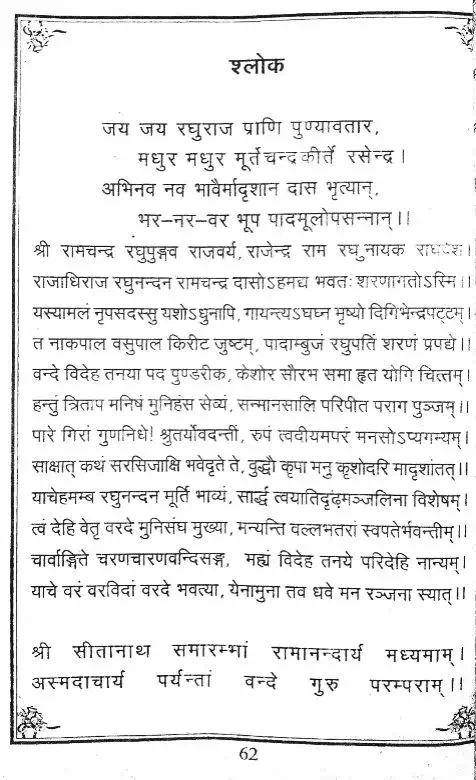 श्लोक
जय जय रघुराज प्राणि पुण्यावतार,
मधुर मधुर मूर्तेचन्द्रकीर्ते रसेन्द्र।
अभिनव नव भावैर्मादृशान दास भृत्यान्,
भर-नर-वर भूप पादमूलोपसन्नान्।।
श्री रामचन्द्र रघुपुङ्गव राजवर्य, राजेन्द्र राम रघुनायक राघवेश।
राजाधिराज रघुनन्दन रामचन्द्र दासोऽहमद्य भवतः शरणागतोऽस्मि।।
यस्यामलं नृपसदस्सु यशोऽधुनापि, गायन्त्यऽघघ्न भृष्यो दिगिभेन्द्रपट्टम्।
त नाकपाल वसुपाल किरीट जुष्टम्, पादाम्बुजं रघुपतिं शरणं प्रपद्ये।।
वन्दे विदेह तनया पद पुण्डरीक, केशोर सौरभ समा हृत योगि चित्तम्।
हन्तुं त्रिताप मनिषं मुनिहंस सेव्यं, सन्मानसालि परिपीत पराग पुञ्जम्।।
पारे गिरां गुणनिधे! श्रुतर्योवदन्तीं, रुपं त्वदीयमपरं मनसोऽप्यगम्यम्।
साक्षात् कथं सरसिजाक्षि भवेदृते ते, वुद्धौ कृपा मनु कृशोदरि मादृशांतत्।।
याचेहमम्ब रघुनन्दन मूर्ति भाव्यं, सार्द्ध त्वयातिदृंढ़मञ्जलिना विशेषम्।
त्वं देहि वेतृ वरदे मुनिसंघ मुख्या, मन्यन्ति वल्लभतरां स्वपतेर्भवन्तीम्।
चार्वाङ्गिते चरणचारणवन्दिसङ्ग, मह्यं विदेह तनये परिदेहि नान्यम्।
याचे वरं वरविदां वरदे भवत्या, येनामुना तव धवे मन रञ्जना स्यात्।।
श्री सीतानाथ समारम्भां रामानन्दार्य मध्यमाम्।
अस्मदाचार्य पर्यन्तां वन्दे गुरु परम्पराम्।।
62